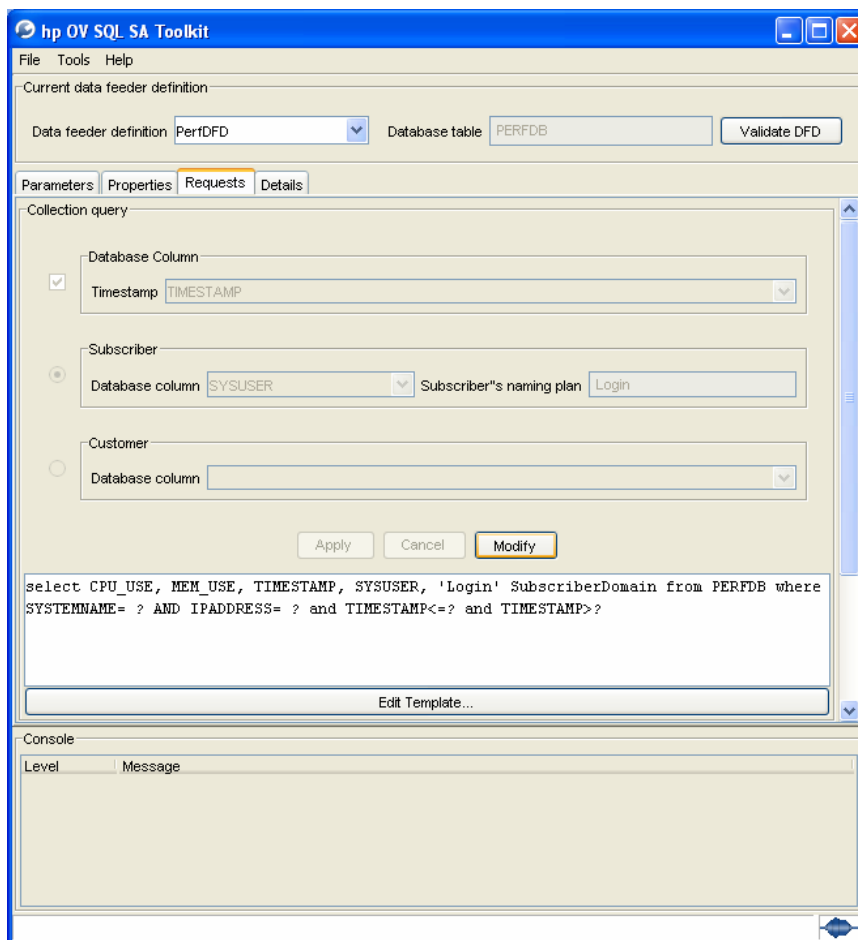 hp OV SQL SA Toolkit
File Tools Help
Current data feeder definition
Data feeder definition PerfDFD Database table PERFDB Validate DFD
Parameters Properties Requests Details
Collection query
Database Column
Timestamp TIMESTAMP
Subscriber
Database column SYSUSER Subscriber"s naming plan Login
Customer
Database column
Apply Cancel Modify
select CPU_USE, MEM_USE, TIMESTAMP, SYSUSER, 'Login' SubscriberDomain from PERFDB where
SYSTEMNAME= ? AND IPADDRESS= ? and TIMESTAMP<=? and TIMESTAMP>?
Edit Template...
Console
Level Message